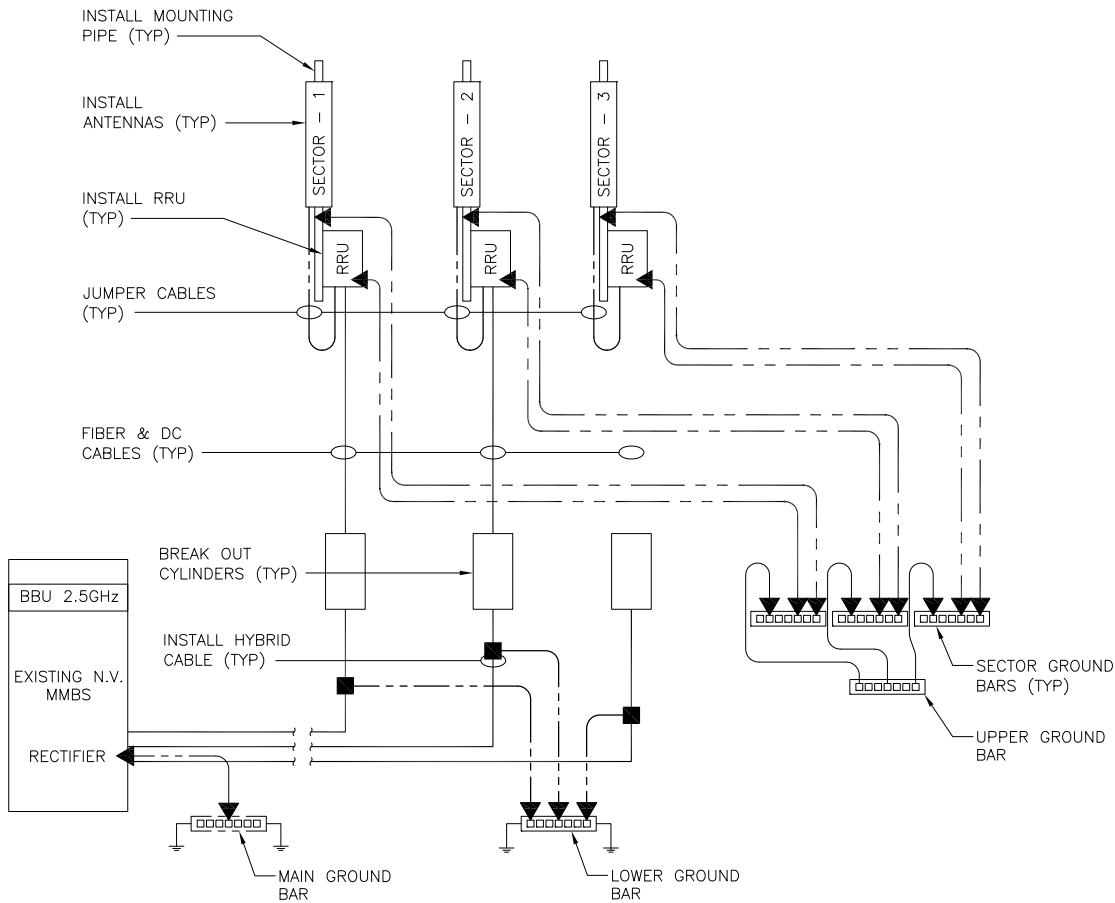 INSTALL MOUNTING
PIPE (TYP)
INSTALL
ANTENNAS (TYP)
SECTOR - 1
SECTOR - 2
SECTOR - 3
INSTALL RRU
(TYP)
RRU
RRU
RRU
JUMPER CABLES
(TYP)
FIBER & DC
CABLES (TYP)
BREAK OUT
CYLINDERS (TYP)
BBU 2.5GHz
INSTALL HYBRID
CABLE (TYP)
EXISTING N.V.
MMBS
RECTIFIER
SECTOR GROUND
BARS (TYP)
UPPER GROUND
BAR
MAIN GROUND
BAR
LOWER GROUND
BAR